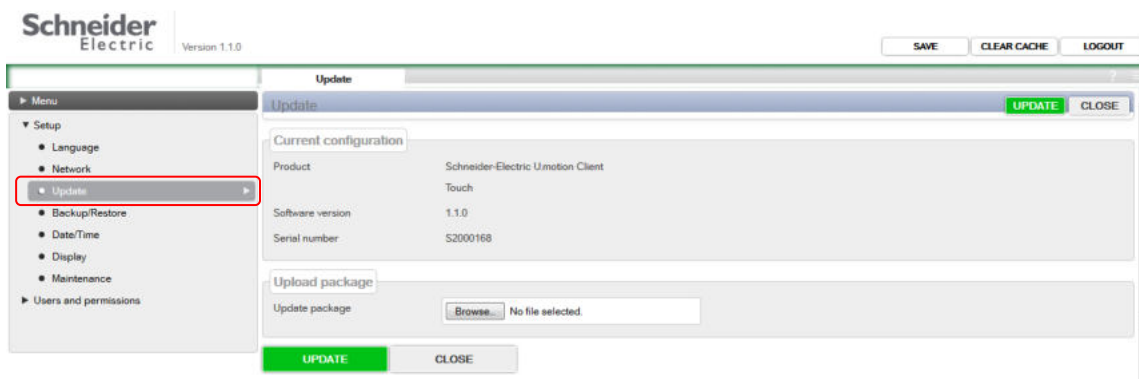 Schneider
Electric
Version 1.1.0
SAVE
CLEAR CACHE
LOGOUT
Update
?
Menu
Update
UPDATE
CLOSE
Setup
Language
Network
Update
Backup/Restore
Date/Time
Display
Maintenance
Users and permissions
Current configuration
Product
Schneider-Electric U.motion Client
Touch
Software version
1.1.0
Serial number
S2000168
Upload package
Update package
Browse..
No file selected.
UPDATE
CLOSE